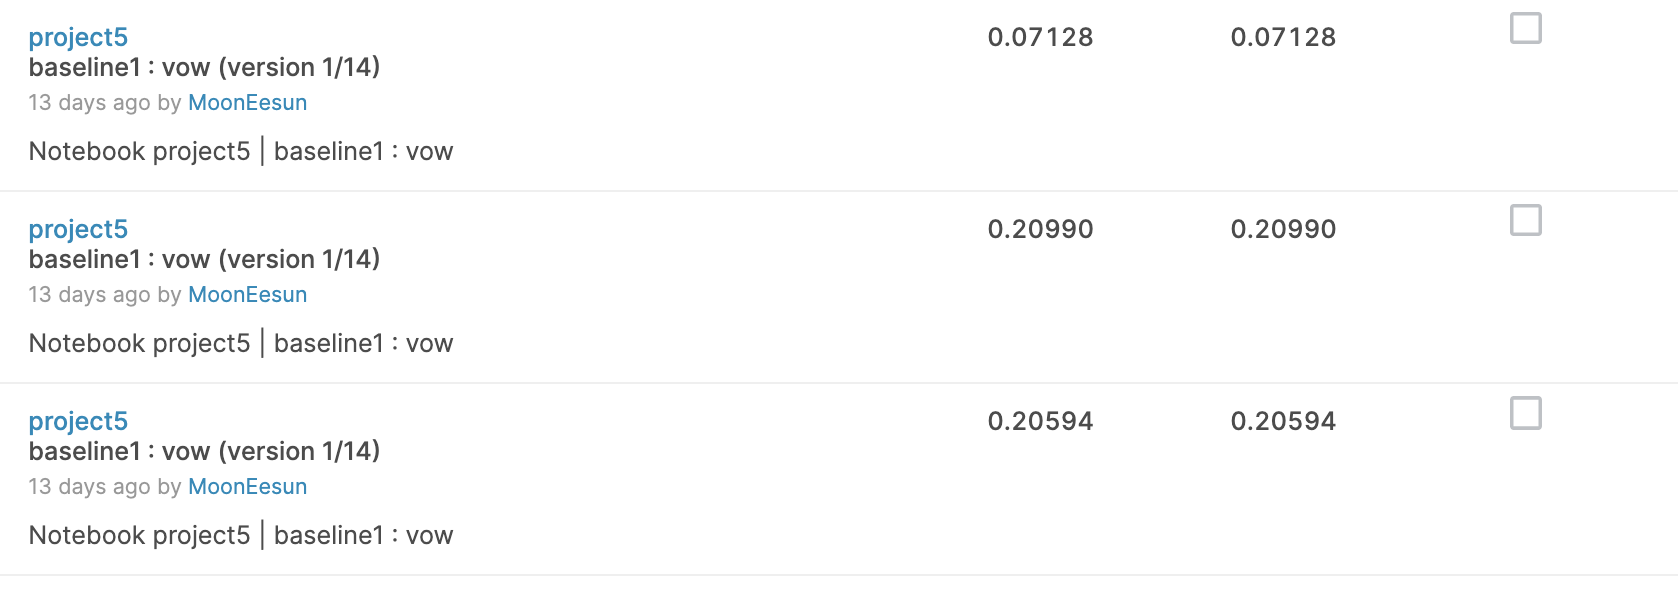 project5 0.07128 0.07128
baseline1 : vow (version 1/14)
13 days ago by MoonEesun
Notebook project5 | baseline1 : vow
project5 0.20990 0.20990
baseline1 : vow (version 1/14)
13 days ago by MoonEesun
Notebook project5 | baseline1 : vow
project5 0.20594 0.20594
baseline1 : vow (version 1/14)
13 days ago by MoonEesun
Notebook project5 | baseline1 : vow